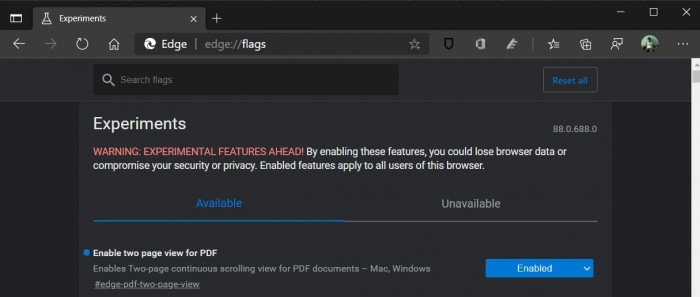 Experiments
Edge edge://flags
Search flags
Reset all
Experiments
88.0.688.0
WARNING: EXPERIMENTAL FEATURES AHEAD! By enabling these features, you could lose browser data or
compromise your security or privacy. Enabled features apply to all users of this browser.
Available
Unavailable
Enable two page view for PDF
Enables Two-page continuous scrolling view for PDF documents – Mac, Windows
Enabled
#edge-pdf-two-page-view